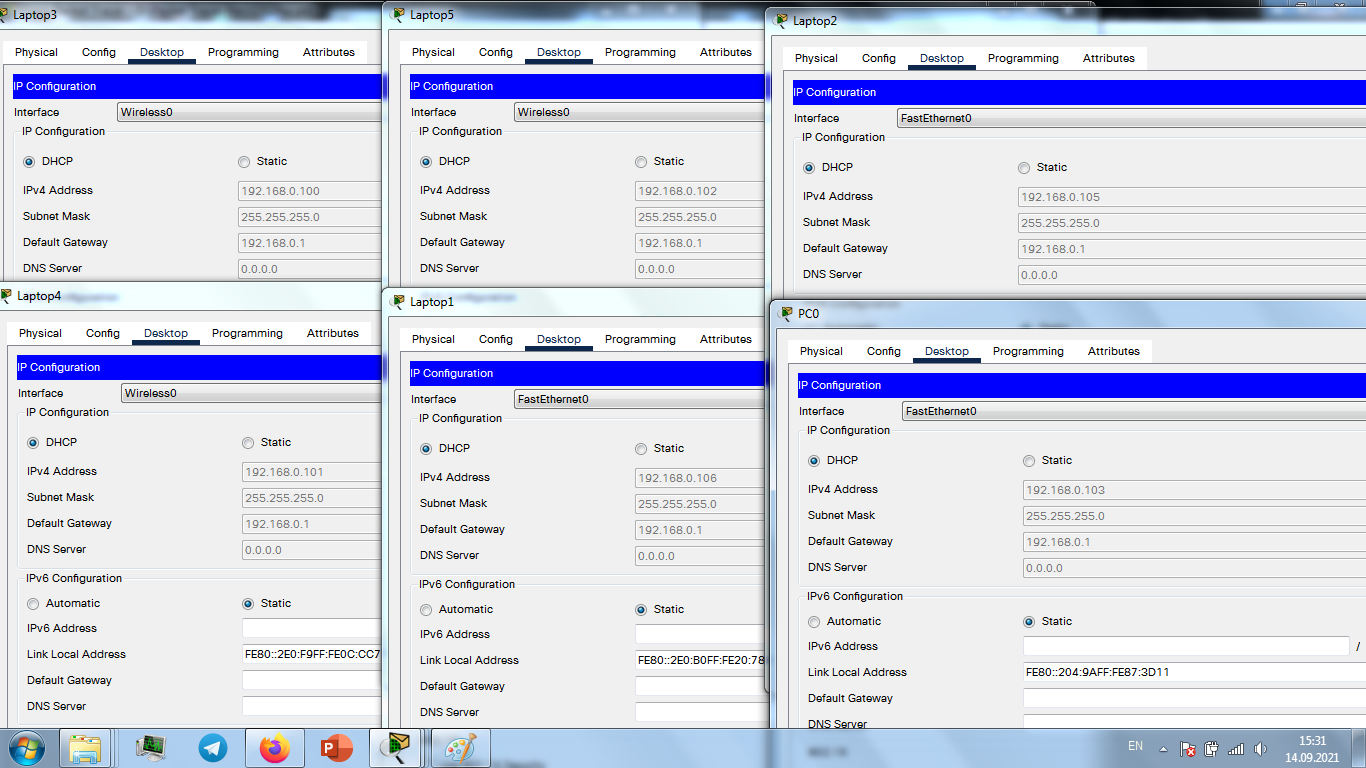 Laptop3
Physical Config Desktop Programming Attributes
IP Configuration
Interface Wireless0
IP Configuration
DHCP Static
IPv4 Address 192.168.0.100
Subnet Mask 255.255.255.0
Default Gateway 192.168.0.1
DNS Server 0.0.0.0
Laptop5
Physical Config Desktop Programming Attributes
IP Configuration
Interface Wireless0
IP Configuration
DHCP Static
IPv4 Address 192.168.0.102
Subnet Mask 255.255.255.0
Default Gateway 192.168.0.1
DNS Server 0.0.0.0
Laptop2
Physical Config Desktop Programming Attributes
IP Configuration
Interface FastEthernet0
IP Configuration
DHCP Static
IPv4 Address 192.168.0.105
Subnet Mask 255.255.255.0
Default Gateway 192.168.0.1
DNS Server 0.0.0.0
Laptop4
Physical Config Desktop Programming Attributes
IP Configuration
Interface Wireless0
IP Configuration
DHCP Static
IPv4 Address 192.168.0.101
Subnet Mask 255.255.255.0
Default Gateway 192.168.0.1
DNS Server 0.0.0.0
IPv6 Configuration
Automatic Static
IPv6 Address
Link Local Address FE80::2E0:F9FF:FE0C:CC7
Default Gateway
DNS Server
Laptop1
Physical Config Desktop Programming Attributes
IP Configuration
Interface FastEthernet0
IP Configuration
DHCP Static
IPv4 Address 192.168.0.106
Subnet Mask 255.255.255.0
Default Gateway 192.168.0.1
DNS Server 0.0.0.0
IPv6 Configuration
Automatic Static
IPv6 Address
Link Local Address FE80::2E0:B0FF:FE20:78
Default Gateway
DNS Server
PC0
Physical Config Desktop Programming Attributes
IP Configuration
Interface FastEthernet0
IP Configuration
DHCP Static
IPv4 Address 192.168.0.103
Subnet Mask 255.255.255.0
Default Gateway 192.168.0.1
DNS Server 0.0.0.0
IPv6 Configuration
Automatic Static
IPv6 Address /
Link Local Address FE80::204:9AFF:FE87:3D11
Default Gateway
DNS Server
EN
15:31
14.09.2021